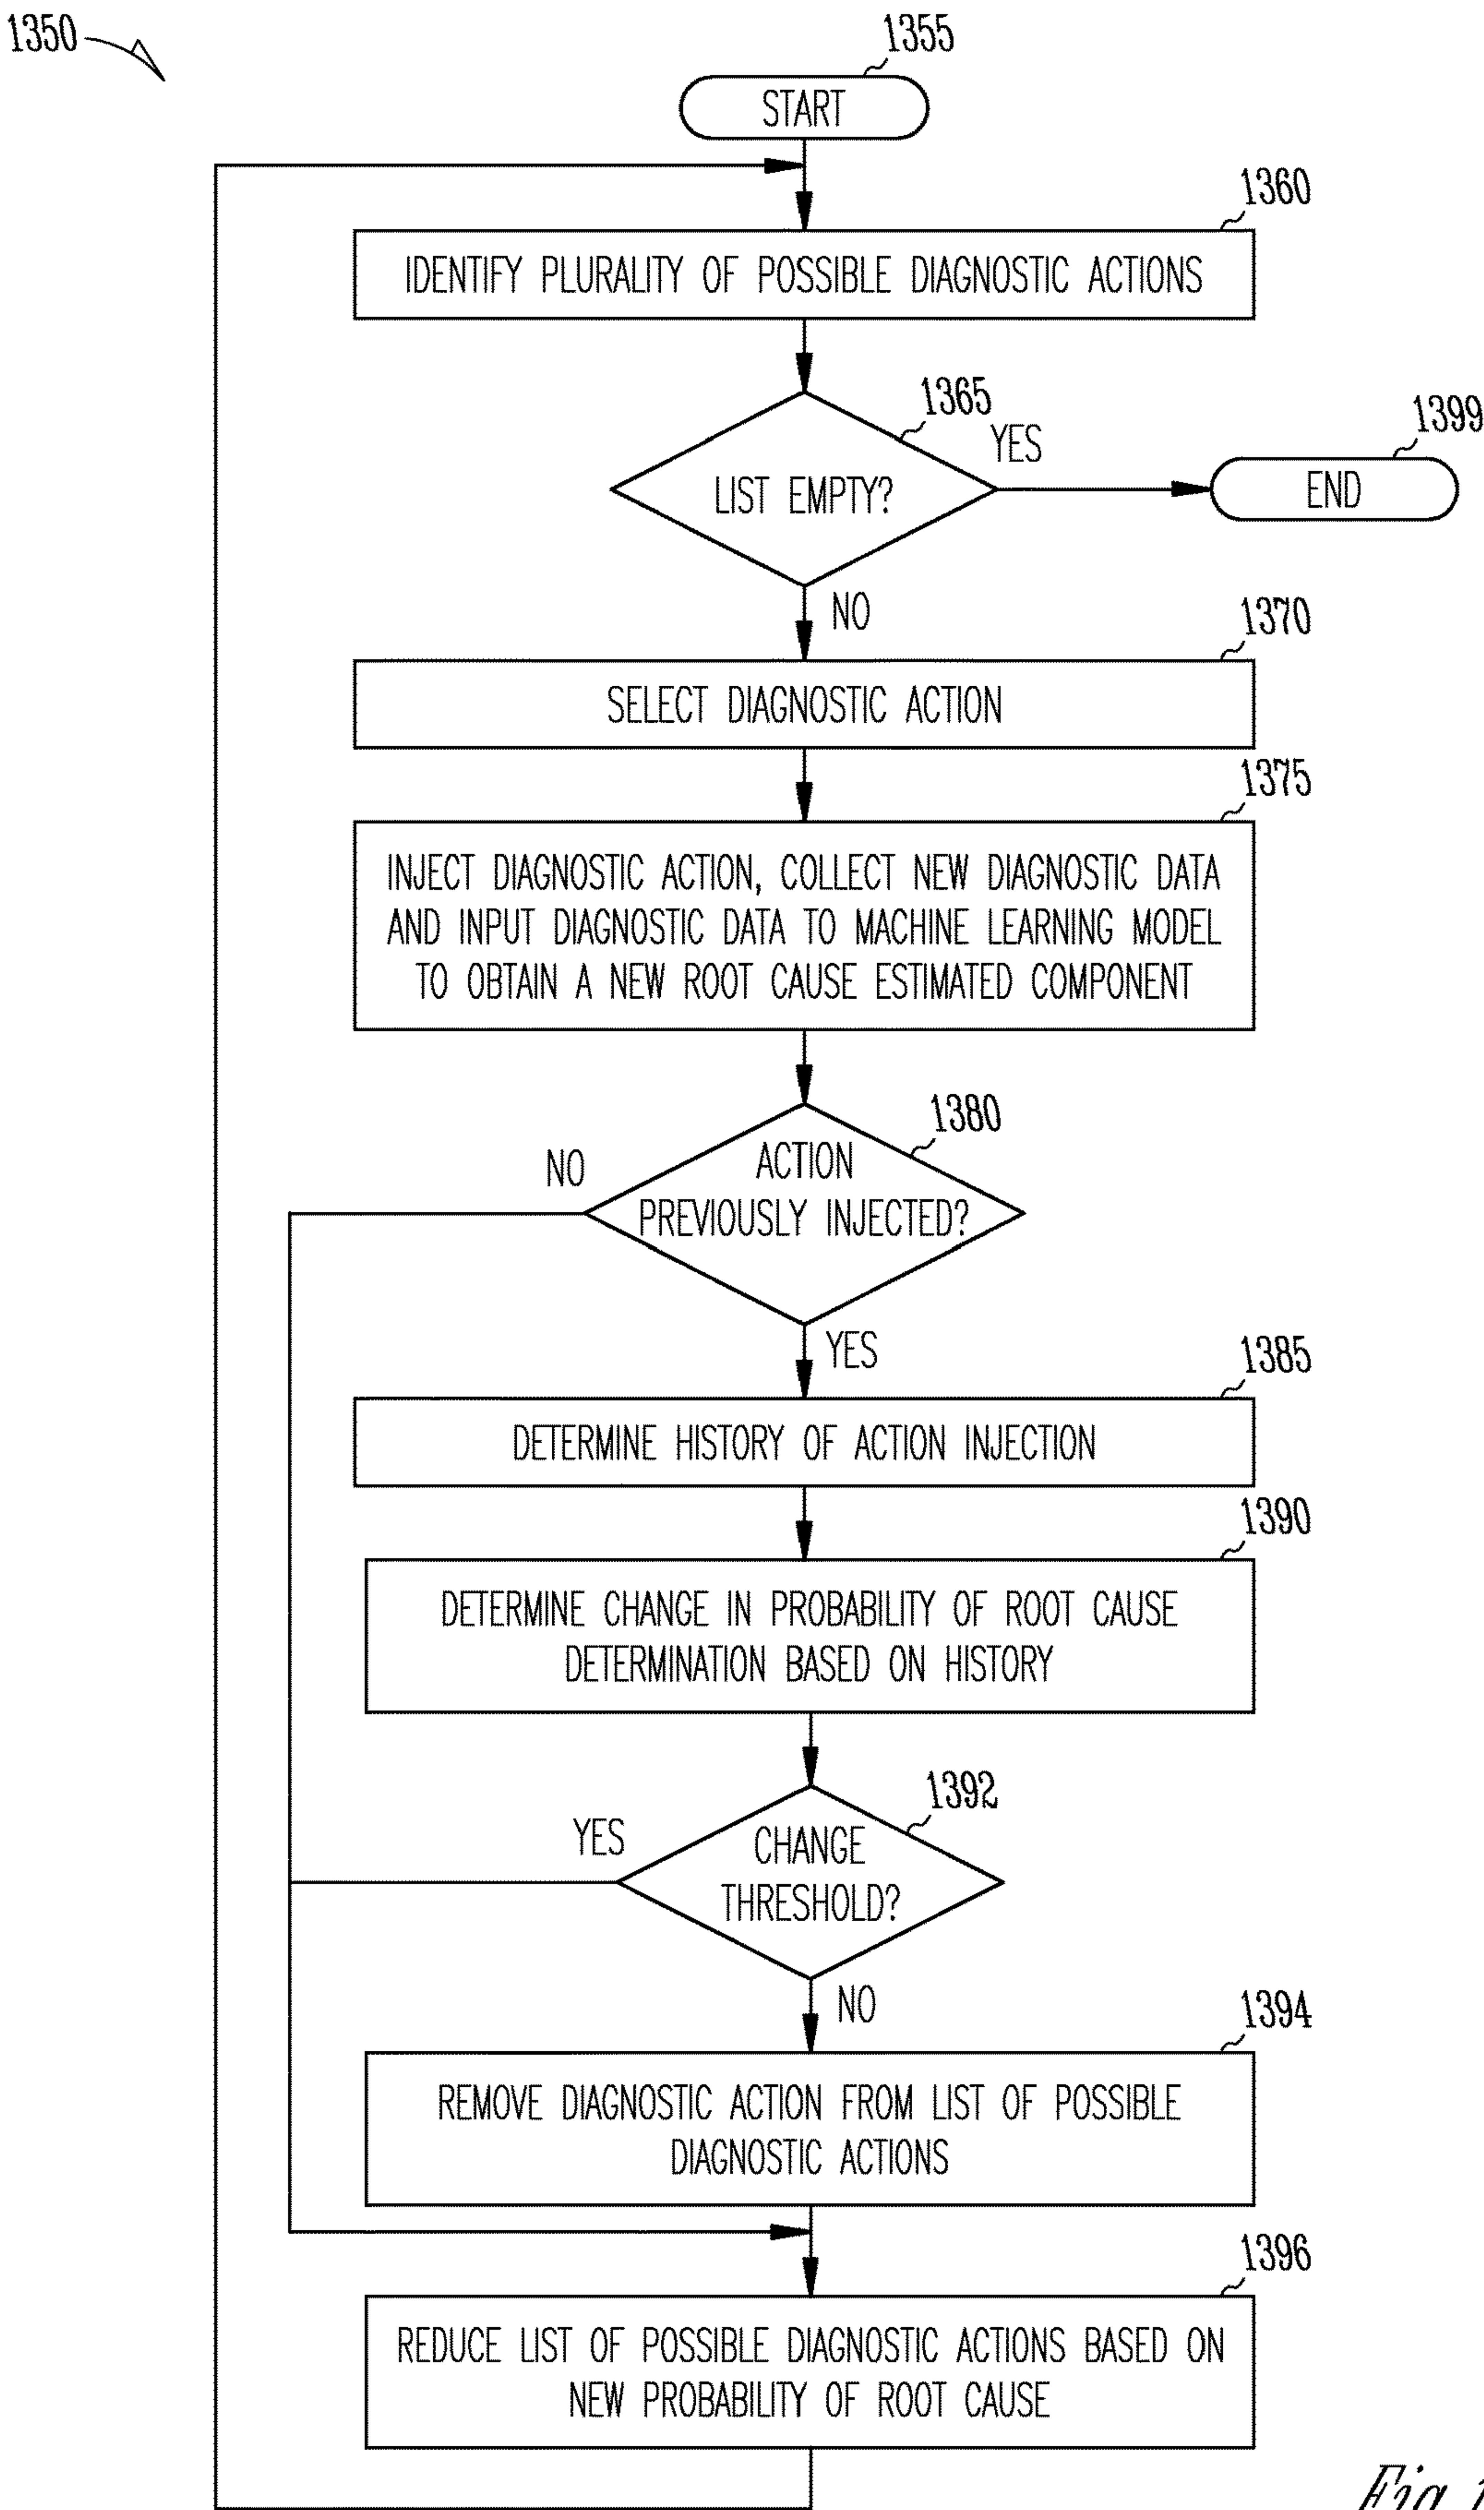 1350
1355
START
1360
IDENTIFY PLURALITY OF POSSIBLE DIAGNOSTIC ACTIONS
1365
LIST EMPTY?
YES
1399
END
NO
1370
SELECT DIAGNOSTIC ACTION
1375
INJECT DIAGNOSTIC ACTION, COLLECT NEW DIAGNOSTIC DATA
AND INPUT DIAGNOSTIC DATA TO MACHINE LEARNING MODEL
TO OBTAIN A NEW ROOT CAUSE ESTIMATED COMPONENT
1380
NO
ACTION
PREVIOUSLY INJECTED?
YES
1385
DETERMINE HISTORY OF ACTION INJECTION
1390
DETERMINE CHANGE IN PROBABILITY OF ROOT CAUSE
DETERMINATION BASED ON HISTORY
1392
YES
CHANGE
THRESHOLD?
NO
1394
REMOVE DIAGNOSTIC ACTION FROM LIST OF POSSIBLE
DIAGNOSTIC ACTIONS
1396
REDUCE LIST OF POSSIBLE DIAGNOSTIC ACTIONS BASED ON
NEW PROBABILITY OF ROOT CAUSE
Fig.